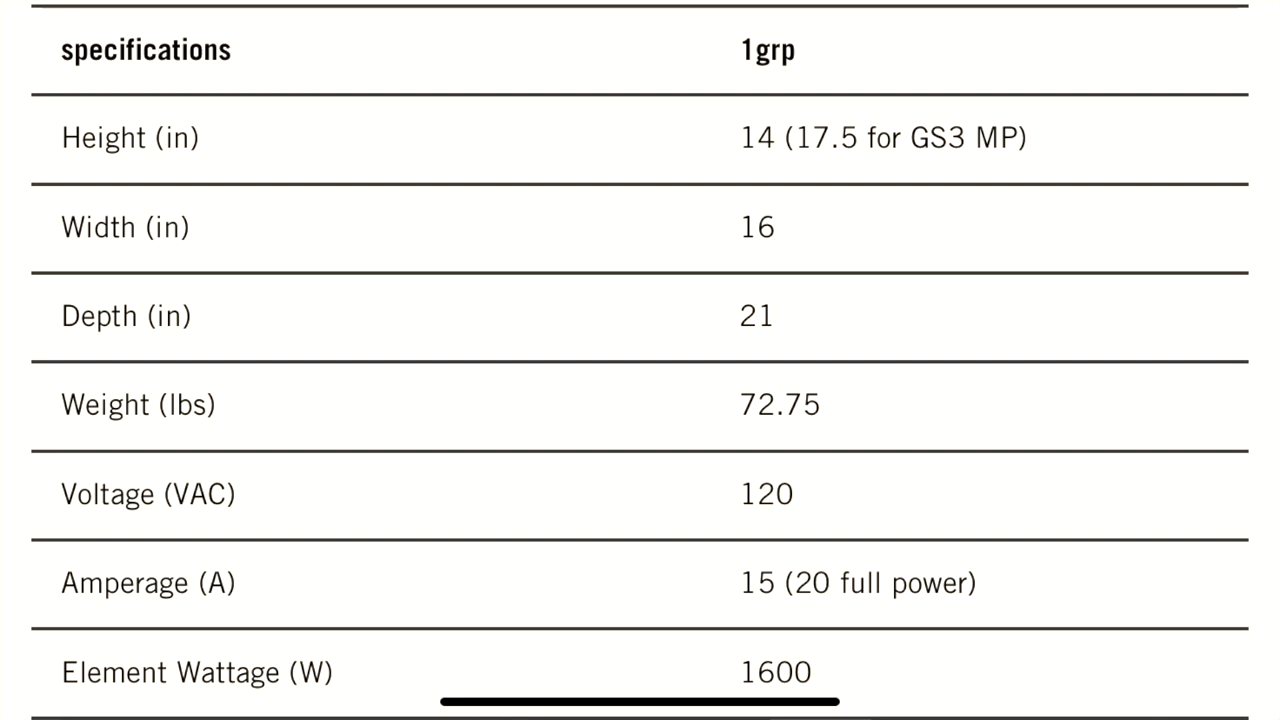 specifications 1grp
Height (in) 14 (17.5 for GS3 MP)
Width (in) 16
Depth (in) 21
Weight (lbs) 72.75
Voltage (VAC) 120
Amperage (A) 15 (20 full power)
Element Wattage (W) 1600